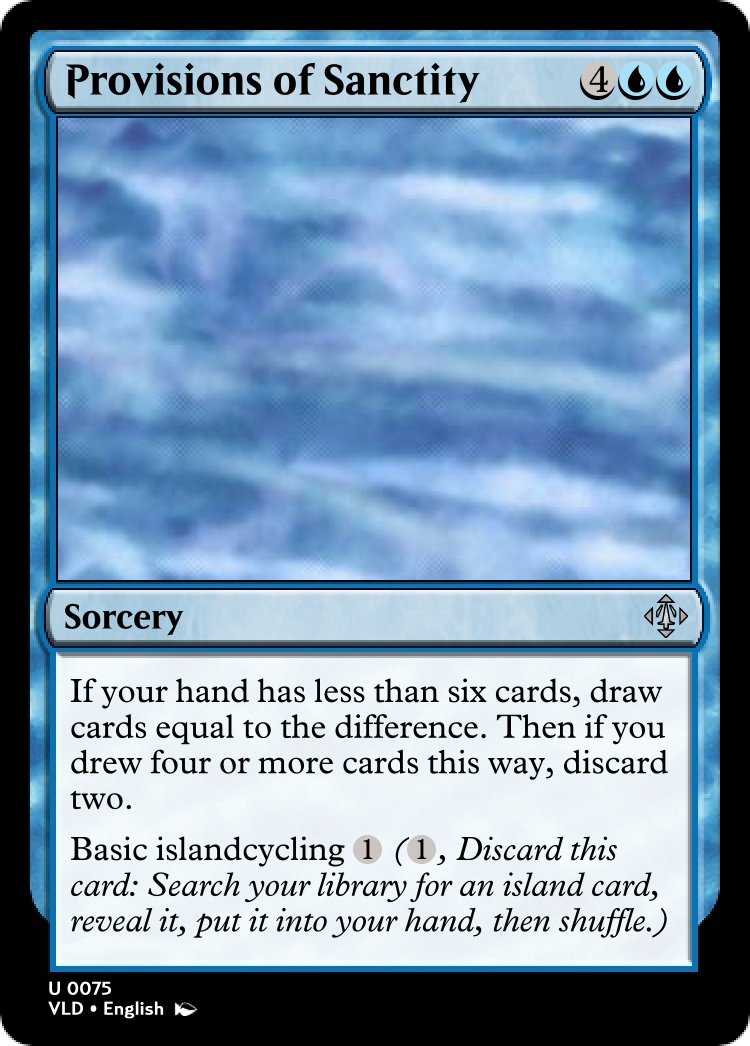 Provisions of Sanctity 4
Sorcery
If your hand has less than six cards, draw
cards equal to the difference. Then if you
drew four or more cards this way, discard
two.
Basic islandcycling 1 (1, Discard this
card: Search your library for an island card,
reveal it, put it into your hand, then shuffle.)
U 0075
VLD • English